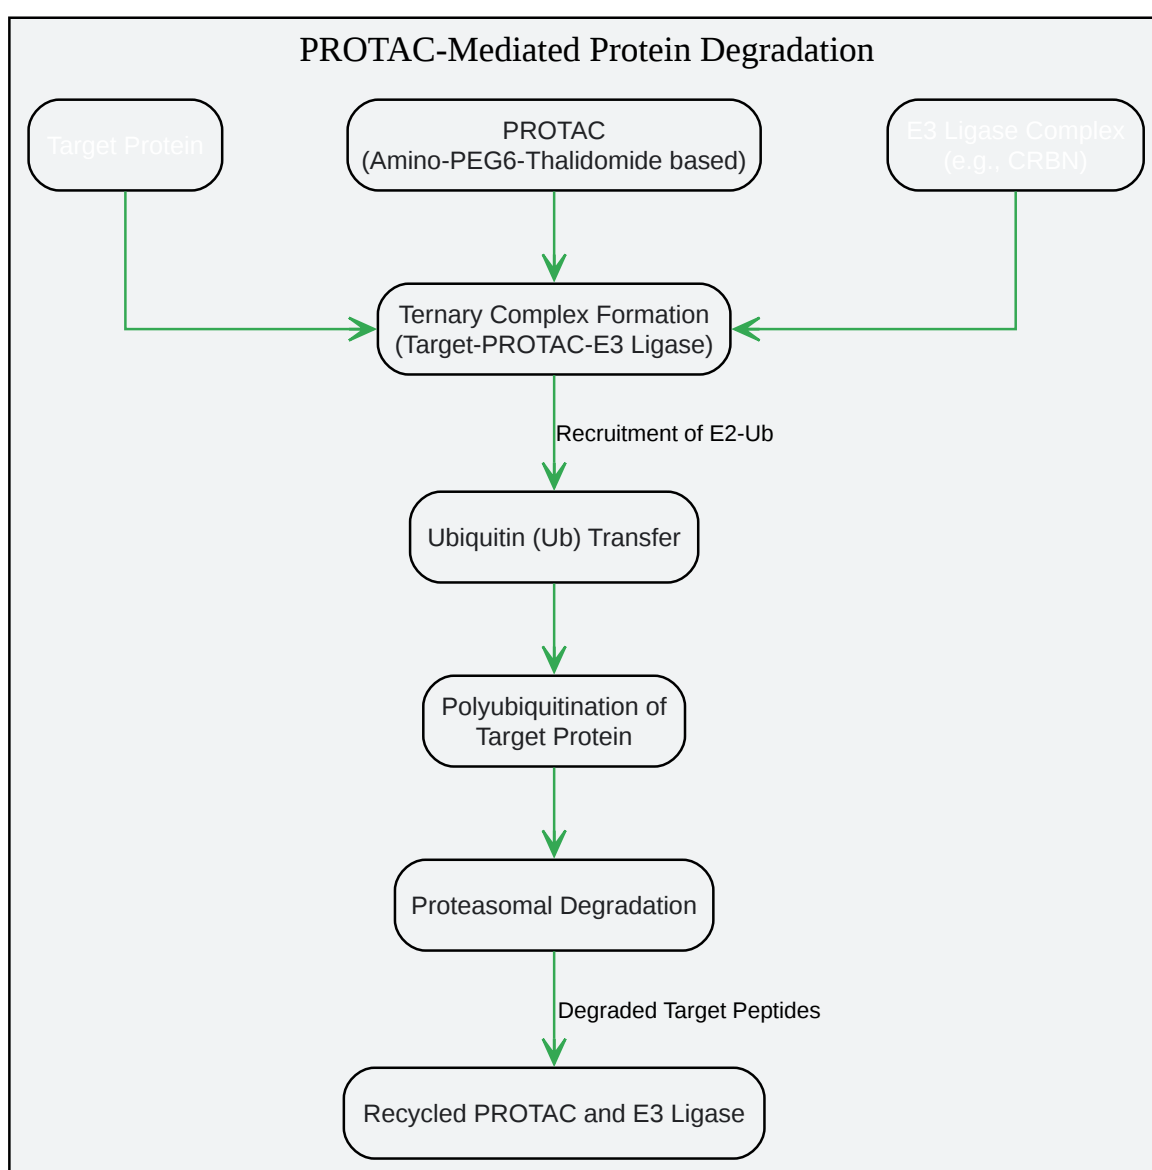 PROTAC-Mediated Protein Degradation
Target Protein
PROTAC
(Amino-PEG6-Thalidomide based)
E3 Ligase Complex
(e.g., CRBN)
Ternary Complex Formation
(Target-PROTAC-E3 Ligase)
Recruitment of E2-Ub
Ubiquitin (Ub) Transfer
Polyubiquitination of
Target Protein
Proteasomal Degradation
Degraded Target Peptides
Recycled PROTAC and E3 Ligase